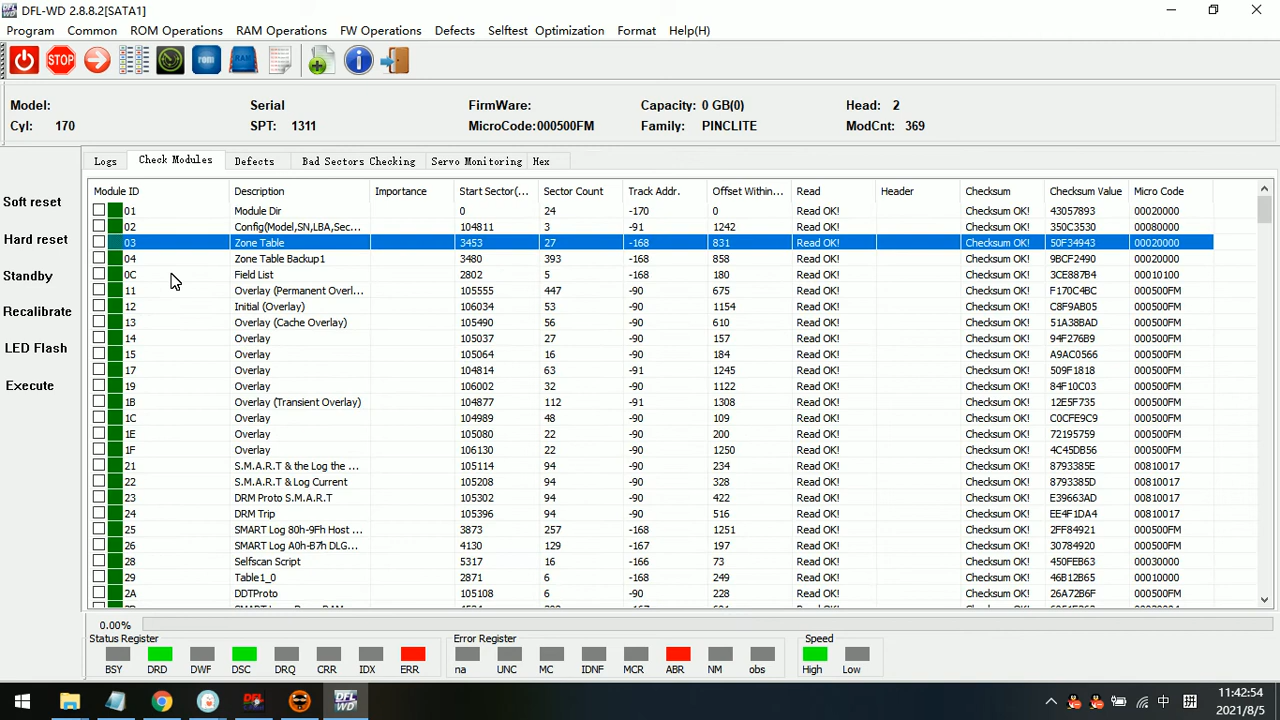 DFL-WD 2.8.8.2[SATA1]
Program Common ROM Operations RAM Operations FW Operations Defects Selftest Optimization Format Help(H)
STOP rom
Model: Serial FirmWare: Capacity: 0 GB(0) Head: 2
Cyl: 170 SPT: 1311 MicroCode:000500FM Family: PINCLITE ModCnt: 369
Logs Check Modules Defects Bad Sectors Checking Servo Monitoring Hex
Soft reset
Hard reset
Standby
Recalibrate
LED Flash
Execute
Module ID Description Importance Start Sector(... Sector Count Track Addr. Offset Within... Read Header Checksum Checksum Value Micro Code
01 Module Dir 0 24 -170 0 Read OK! Checksum OK! 43057893 00020000
02 Config(Model,SN,LBA,Sec... 104811 3 -91 1242 Read OK! Checksum OK! 350C3530 00080000
03 Zone Table 3453 27 -168 831 Read OK! Checksum OK! 50F34943 00020000
04 Zone Table Backup1 3480 393 -168 858 Read OK! Checksum OK! 9BCF2490 00020000
0C Field List 2802 5 -168 180 Read OK! Checksum OK! 3CE887B4 00010100
11 Overlay (Permanent Overl... 105555 447 -90 675 Read OK! Checksum OK! F170C4BC 000500FM
12 Initial (Overlay) 106034 53 -90 1154 Read OK! Checksum OK! C8F9AB05 000500FM
13 Overlay (Cache Overlay) 105490 56 -90 610 Read OK! Checksum OK! 51A38BAD 000500FM
14 Overlay 105037 27 -90 157 Read OK! Checksum OK! 94F276B9 000500FM
15 Overlay 105064 16 -90 184 Read OK! Checksum OK! A9AC0566 000500FM
17 Overlay 104814 63 -91 1245 Read OK! Checksum OK! 509F1818 000500FM
19 Overlay 106002 32 -90 1122 Read OK! Checksum OK! 84F10C03 000500FM
1B Overlay (Transient Overlay) 104877 112 -91 1308 Read OK! Checksum OK! 12E5F735 000500FM
1C Overlay 104989 48 -90 109 Read OK! Checksum OK! C0CFE9C9 000500FM
1E Overlay 105080 22 -90 200 Read OK! Checksum OK! 72195759 000500FM
1F Overlay 106130 22 -90 1250 Read OK! Checksum OK! 4C45DB56 000500FM
21 S.M.A.R.T & the Log the ... 105114 94 -90 234 Read OK! Checksum OK! 8793385E 00810017
22 S.M.A.R.T & Log Current 105208 94 -90 328 Read OK! Checksum OK! 8793385D 00810017
23 DRM Proto S.M.A.R.T 105302 94 -90 422 Read OK! Checksum OK! E39663AD 00810017
24 DRM Trip 105396 94 -90 516 Read OK! Checksum OK! EE4F1DA4 00810017
25 SMART Log 80h-9Fh Host ... 3873 257 -168 1251 Read OK! Checksum OK! 2FF84921 000500FM
26 SMART Log A0h-B7h DLG... 4130 129 -167 197 Read OK! Checksum OK! 30784920 000500FM
28 Selfscan Script 5317 16 -166 73 Read OK! Checksum OK! 450FEB63 00030000
29 Table1_0 2871 6 -168 249 Read OK! Checksum OK! 46B12B65 00010000
2A DDTProto 105108 6 -90 228 Read OK! Checksum OK! 26A72B6F 000500FM
0.00%
Status Register Error Register Speed
BSY DRD DWF DSC DRQ CRR IDX ERR na UNC MC IDNF MCR ABR NM obs High Low
DFL DFL WD 中 拼 11:42:54
2021/8/5